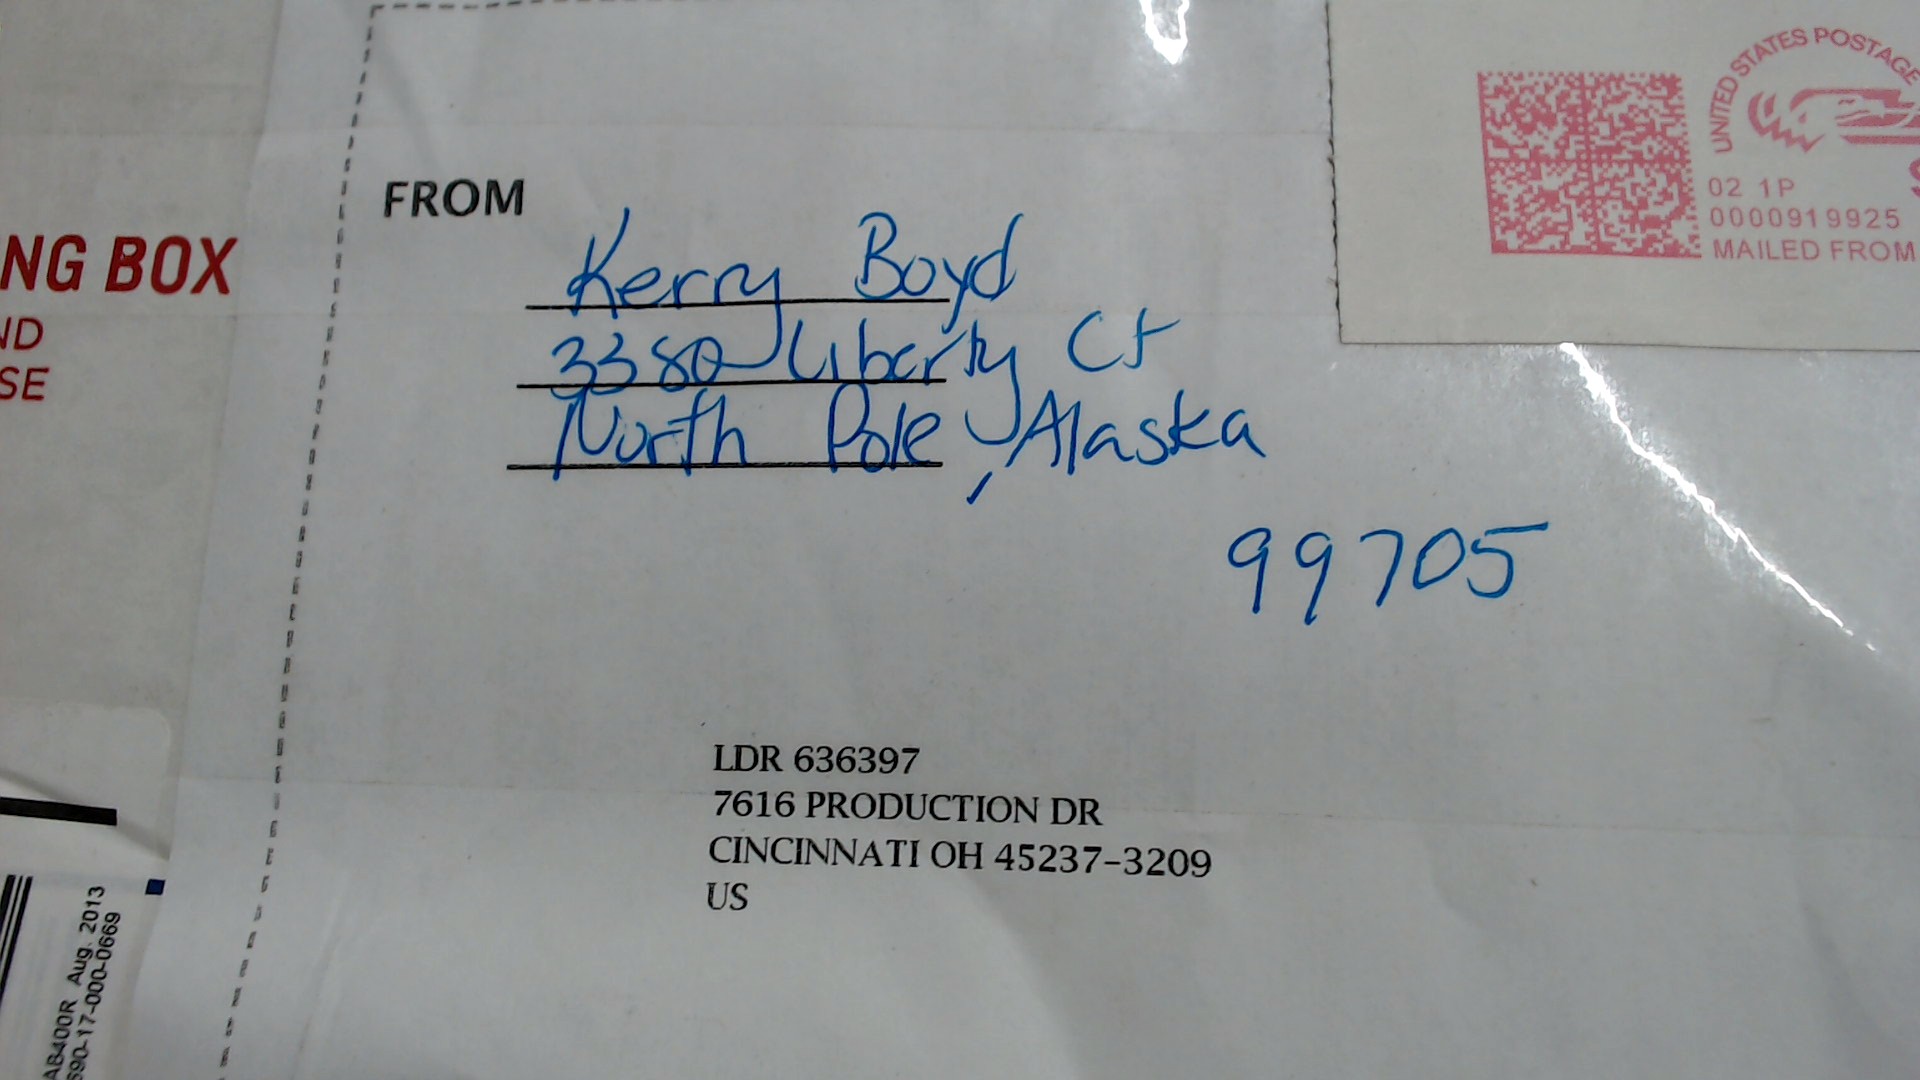 FROM
Kerry Boyd
3380 Liberty Ct
North Pole, Alaska
99705
LDR 636397
7616 PRODUCTION DR
CINCINNATI OH 45237-3209
US
UNITED STATES POSTAGE
02 1P
0000919925
MAILED FROM
NG BOX
ND
SE
AB400R Aug. 2013
690-17-000-0669